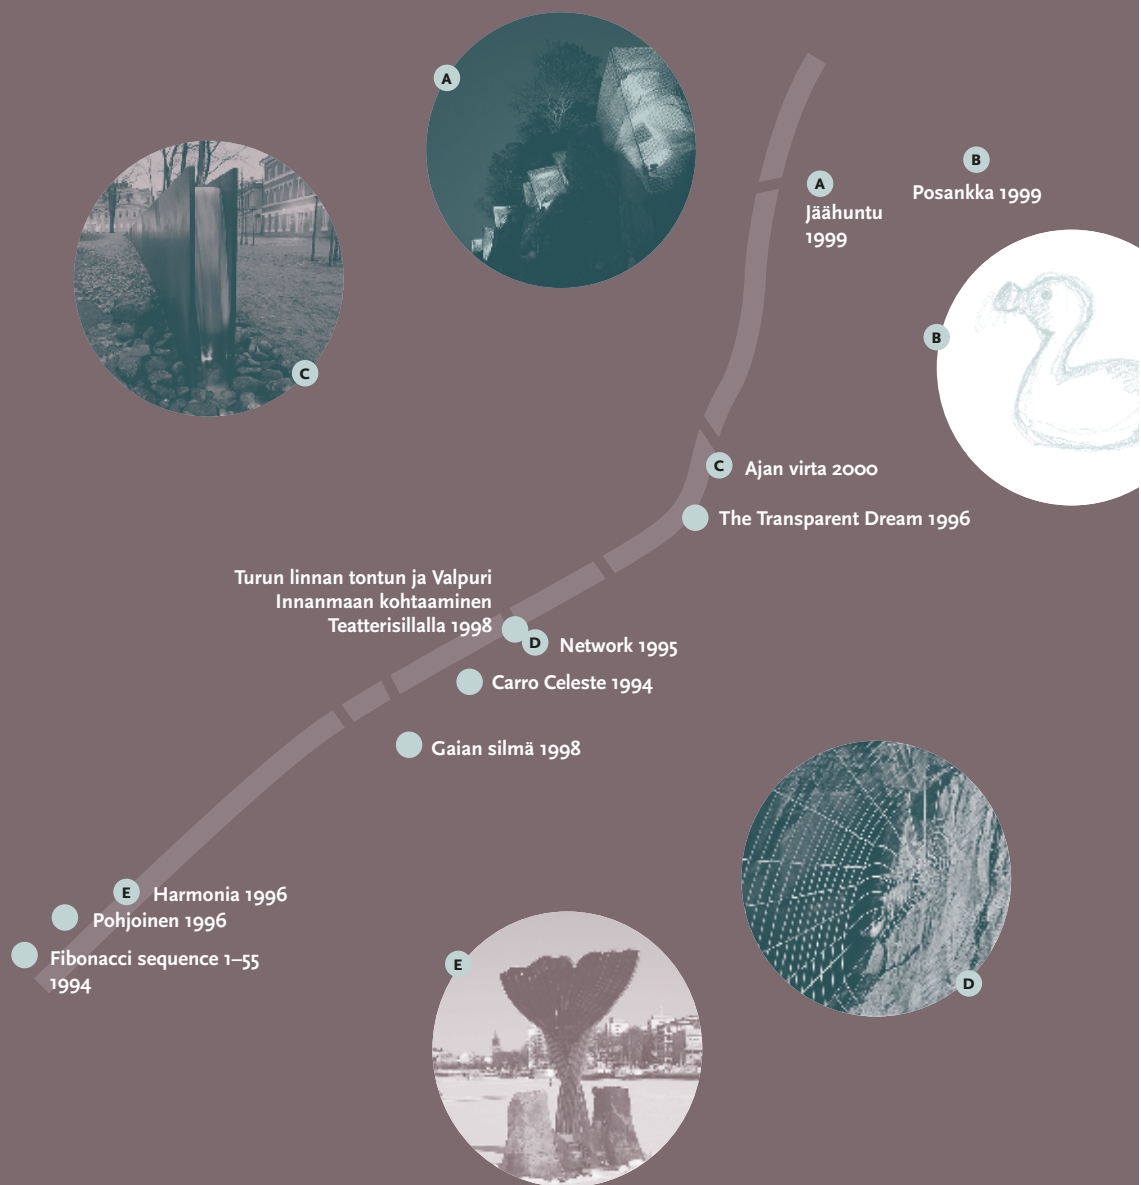 A
B
Posankka 1999
A
Jäähuntu
1999
B
C
C
Ajan virta 2000
The Transparent Dream 1996
Turun linnan tontun ja Valpuri
Innanmaan kohtaaminen
Teatterisillalla 1998
D
Network 1995
Carro Celeste 1994
Gaian silmä 1998
E
Harmonia 1996
Pohjoinen 1996
Fibonacci sequence 1–55
1994
E
D